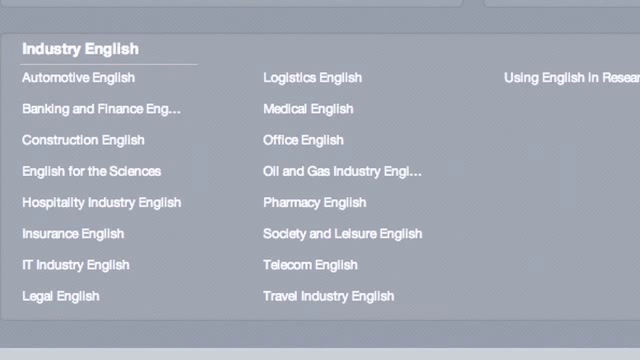 Industry English
Automotive English
Banking and Finance Eng...
Construction English
English for the Sciences
Hospitality Industry English
Insurance English
IT Industry English
Legal English
Logistics English
Medical English
Office English
Oil and Gas Industry Engl...
Pharmacy English
Society and Leisure English
Telecom English
Travel Industry English
Using English in